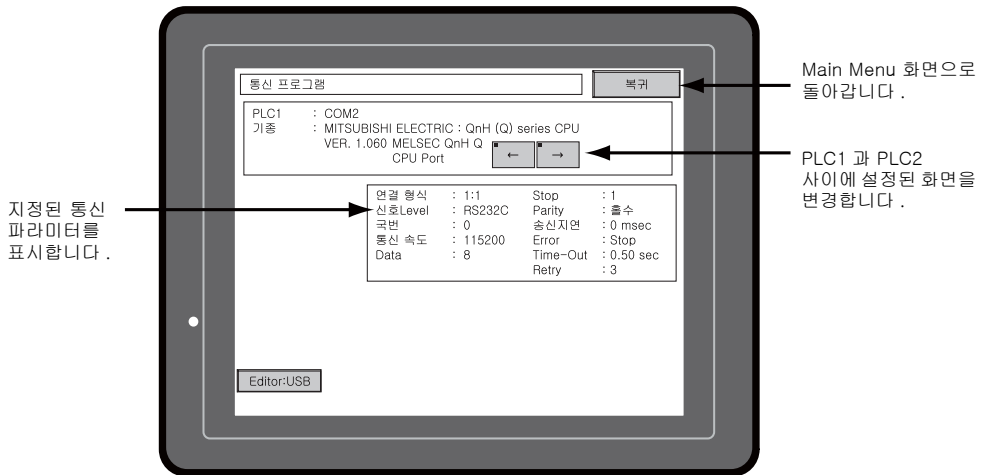 통신 프로그램
복귀
PLC1 : COM2
기종 : MITSUBISHI ELECTRIC : QnH (Q) series CPU
VER. 1.060 MELSEC QnH Q
CPU Port
← →
연결 형식 : 1:1 Stop : 1
신호Level : RS232C Parity : 홀수
국번 : 0 송신지연 : 0 msec
통신 속도 : 115200 Error : Stop
Data : 8 Time-Out : 0.50 sec
Retry : 3
Editor:USB
지정된 통신
파라미터를
표시합니다 .
Main Menu 화면으로
돌아갑니다 .
PLC1 과 PLC2
사이에 설정된 화면을
변경합니다 .